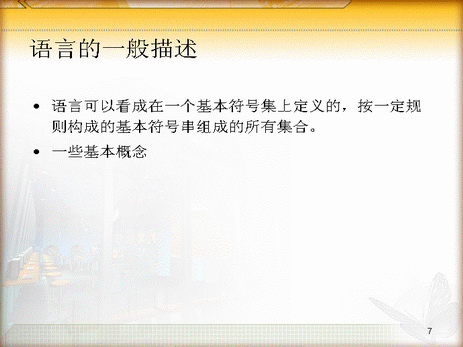 语言的一般描述
• 语言可以看成在一个基本符号集上定义的，按一定规
则构成的基本符号串组成的所有集合。
• 一些基本概念
7